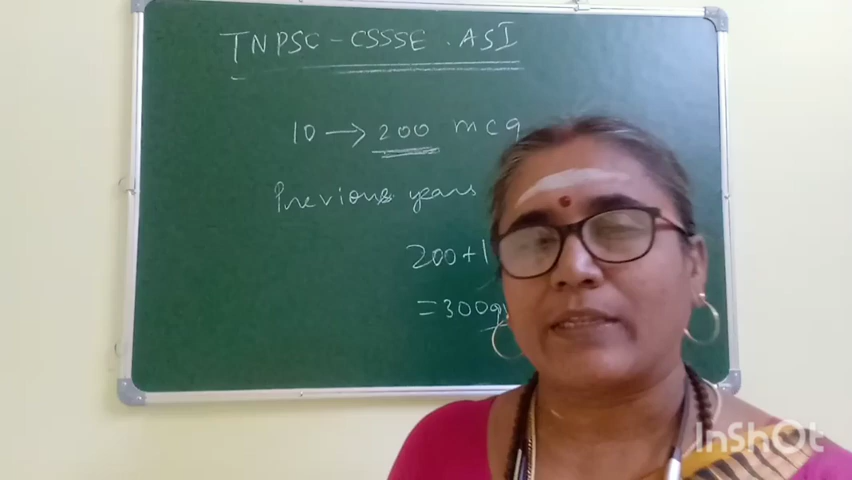 TNPSC - CSSSE . ASI
10 → 200 mcq
Previous years
200+1
=300
InShOt